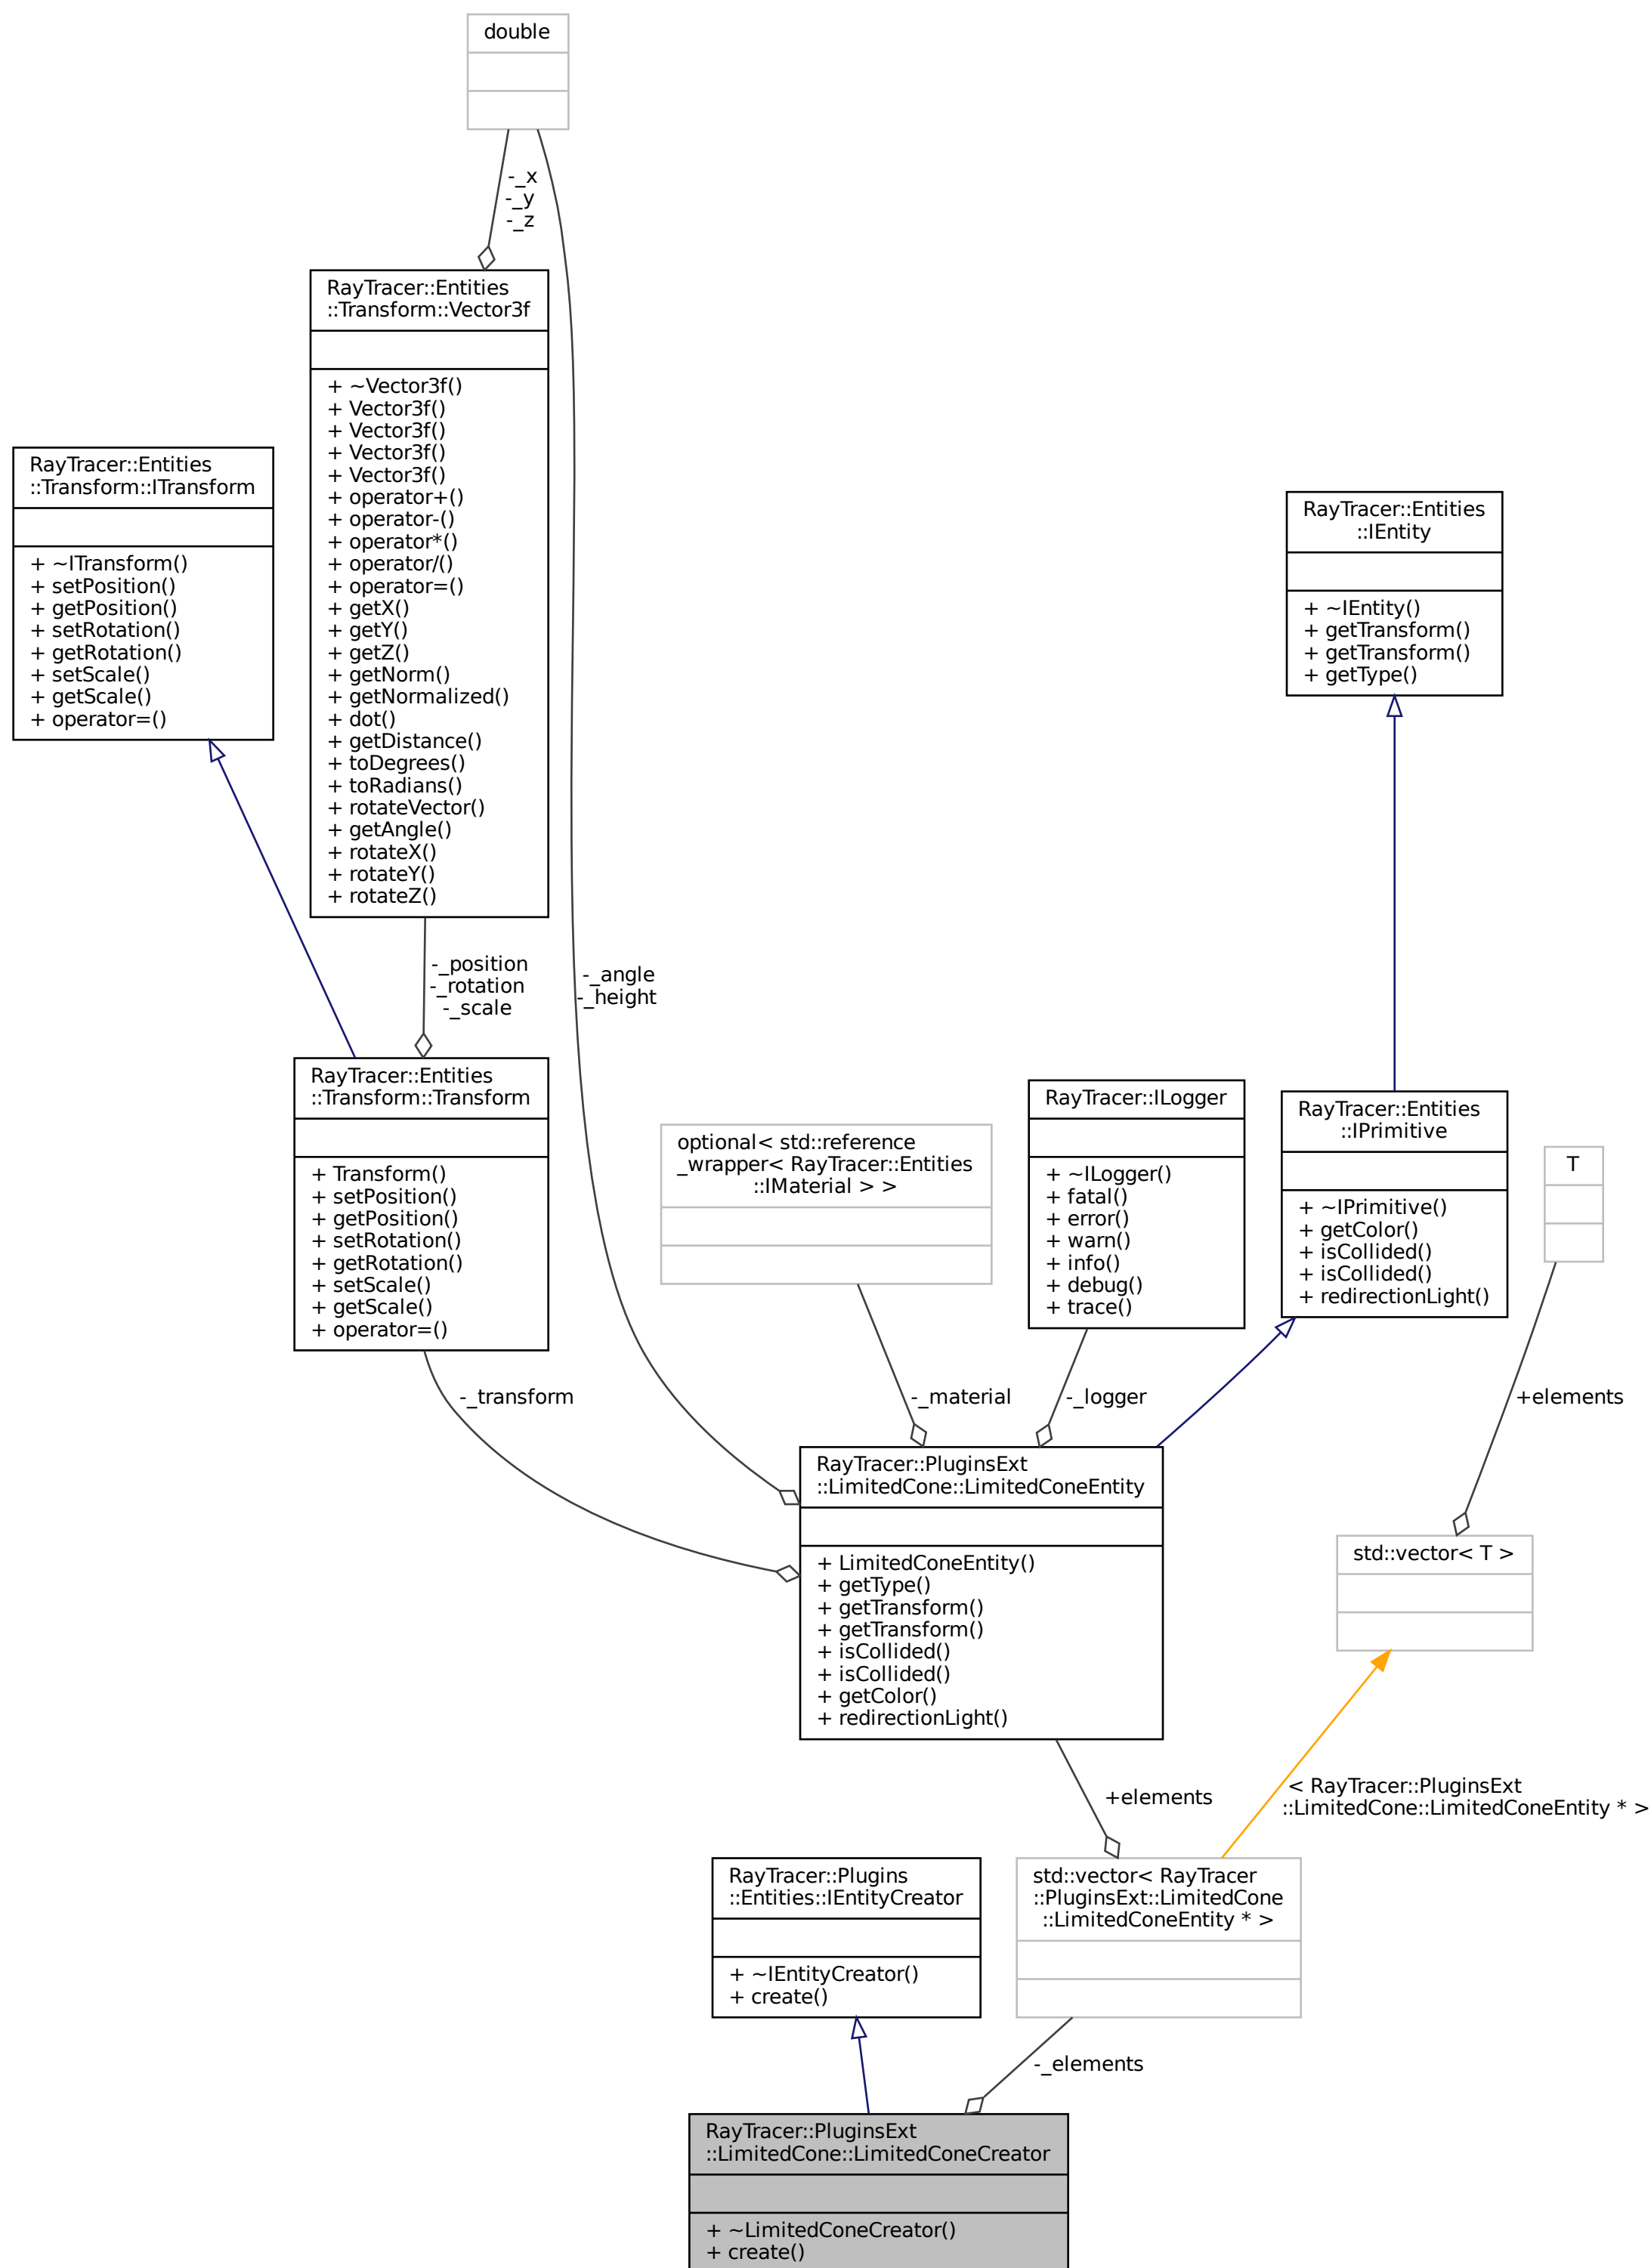 double
-_x
-_y
-_z
RayTracer::Entities
::Transform::Vector3f
+ ~Vector3f()
+ Vector3f()
+ Vector3f()
+ Vector3f()
+ Vector3f()
+ operator+()
+ operator-()
+ operator*()
+ operator/()
+ operator=()
+ getX()
+ getY()
+ getZ()
+ getNorm()
+ getNormalized()
+ dot()
+ getDistance()
+ toDegrees()
+ toRadians()
+ rotateVector()
+ getAngle()
+ rotateX()
+ rotateY()
+ rotateZ()
RayTracer::Entities
::Transform::ITransform
+ ~ITransform()
+ setPosition()
+ getPosition()
+ setRotation()
+ getRotation()
+ setScale()
+ getScale()
+ operator=()
RayTracer::Entities
::IEntity
+ ~IEntity()
+ getTransform()
+ getTransform()
+ getType()
-_position
-_rotation
-_scale
-_angle
-_height
RayTracer::Entities
::Transform::Transform
+ Transform()
+ setPosition()
+ getPosition()
+ setRotation()
+ getRotation()
+ setScale()
+ getScale()
+ operator=()
optional< std::reference
_wrapper< RayTracer::Entities
::IMaterial > >
RayTracer::ILogger
+ ~ILogger()
+ fatal()
+ error()
+ warn()
+ info()
+ debug()
+ trace()
RayTracer::Entities
::IPrimitive
+ ~IPrimitive()
+ getColor()
+ isCollided()
+ isCollided()
+ redirectionLight()
T
-_transform
-_material
-_logger
+elements
RayTracer::PluginsExt
::LimitedCone::LimitedConeEntity
+ LimitedConeEntity()
+ getType()
+ getTransform()
+ getTransform()
+ isCollided()
+ isCollided()
+ getColor()
+ redirectionLight()
std::vector< T >
+elements
< RayTracer::PluginsExt
::LimitedCone::LimitedConeEntity * >
RayTracer::Plugins
::Entities::IEntityCreator
+ ~IEntityCreator()
+ create()
std::vector< RayTracer
::PluginsExt::LimitedCone
::LimitedConeEntity * >
-_elements
RayTracer::PluginsExt
::LimitedCone::LimitedConeCreator
+ ~LimitedConeCreator()
+ create()